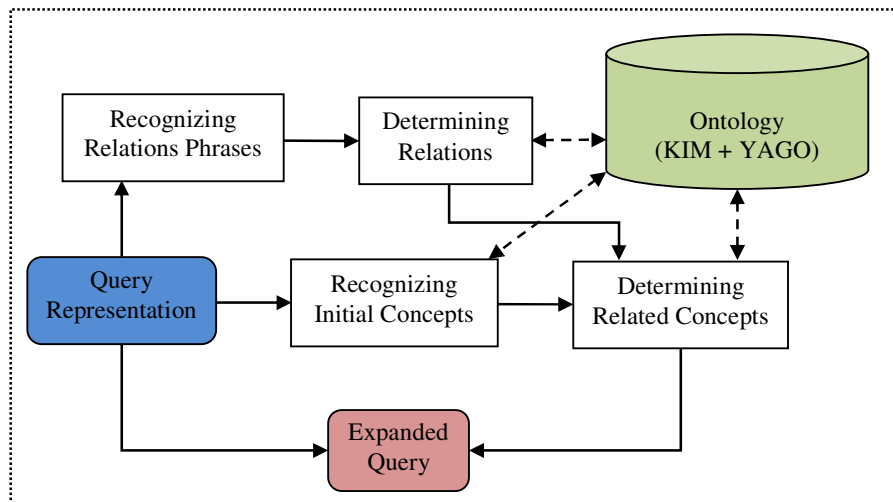 Recognizing
Relations Phrases
Determining
Relations
Ontology
(KIM + YAGO)
Query
Representation
Recognizing
Initial Concepts
Determining
Related Concepts
Expanded
Query